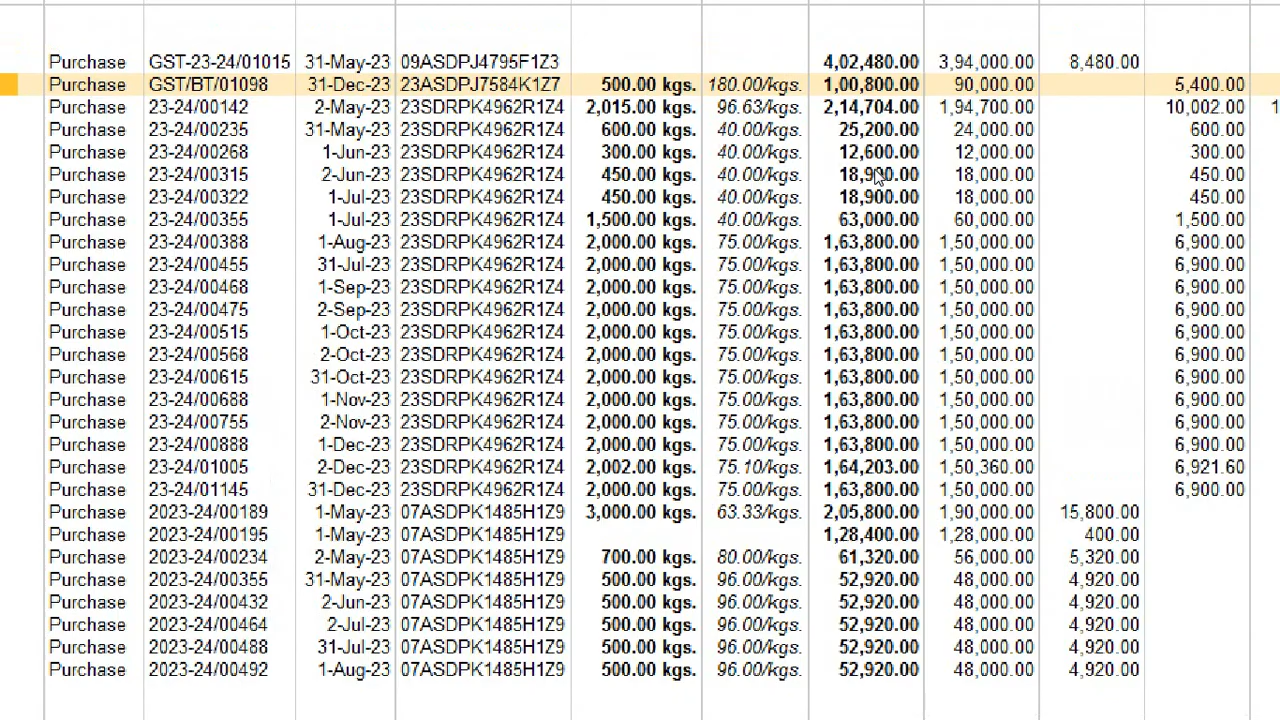 Purchase GST-23-24/01015 31-May-23 09ASDPJ4795F1Z3 4,02,480.00 3,94,000.00 8,480.00
Purchase GST/BT/01098 31-Dec-23 23ASDPJ7584K1Z7 500.00 kgs. 180.00/kgs. 1,00,800.00 90,000.00 5,400.00
Purchase 23-24/00142 2-May-23 23SDRPK4962R1Z4 2,015.00 kgs. 96.63/kgs. 2,14,704.00 1,94,700.00 10,002.00 1
Purchase 23-24/00235 31-May-23 23SDRPK4962R1Z4 600.00 kgs. 40.00/kgs. 25,200.00 24,000.00 600.00
Purchase 23-24/00268 1-Jun-23 23SDRPK4962R1Z4 300.00 kgs. 40.00/kgs. 12,600.00 12,000.00 300.00
Purchase 23-24/00315 2-Jun-23 23SDRPK4962R1Z4 450.00 kgs. 40.00/kgs. 18,900.00 18,000.00 450.00
Purchase 23-24/00322 1-Jul-23 23SDRPK4962R1Z4 450.00 kgs. 40.00/kgs. 18,900.00 18,000.00 450.00
Purchase 23-24/00355 1-Jul-23 23SDRPK4962R1Z4 1,500.00 kgs. 40.00/kgs. 63,000.00 60,000.00 1,500.00
Purchase 23-24/00388 1-Aug-23 23SDRPK4962R1Z4 2,000.00 kgs. 75.00/kgs. 1,63,800.00 1,50,000.00 6,900.00
Purchase 23-24/00455 31-Jul-23 23SDRPK4962R1Z4 2,000.00 kgs. 75.00/kgs. 1,63,800.00 1,50,000.00 6,900.00
Purchase 23-24/00468 1-Sep-23 23SDRPK4962R1Z4 2,000.00 kgs. 75.00/kgs. 1,63,800.00 1,50,000.00 6,900.00
Purchase 23-24/00475 2-Sep-23 23SDRPK4962R1Z4 2,000.00 kgs. 75.00/kgs. 1,63,800.00 1,50,000.00 6,900.00
Purchase 23-24/00515 1-Oct-23 23SDRPK4962R1Z4 2,000.00 kgs. 75.00/kgs. 1,63,800.00 1,50,000.00 6,900.00
Purchase 23-24/00568 2-Oct-23 23SDRPK4962R1Z4 2,000.00 kgs. 75.00/kgs. 1,63,800.00 1,50,000.00 6,900.00
Purchase 23-24/00615 31-Oct-23 23SDRPK4962R1Z4 2,000.00 kgs. 75.00/kgs. 1,63,800.00 1,50,000.00 6,900.00
Purchase 23-24/00688 1-Nov-23 23SDRPK4962R1Z4 2,000.00 kgs. 75.00/kgs. 1,63,800.00 1,50,000.00 6,900.00
Purchase 23-24/00755 2-Nov-23 23SDRPK4962R1Z4 2,000.00 kgs. 75.00/kgs. 1,63,800.00 1,50,000.00 6,900.00
Purchase 23-24/00888 1-Dec-23 23SDRPK4962R1Z4 2,000.00 kgs. 75.00/kgs. 1,63,800.00 1,50,000.00 6,900.00
Purchase 23-24/01005 2-Dec-23 23SDRPK4962R1Z4 2,002.00 kgs. 75.10/kgs. 1,64,203.00 1,50,360.00 6,921.60
Purchase 23-24/01145 31-Dec-23 23SDRPK4962R1Z4 2,000.00 kgs. 75.00/kgs. 1,63,800.00 1,50,000.00 6,900.00
Purchase 2023-24/00189 1-May-23 07ASDPK1485H1Z9 3,000.00 kgs. 63.33/kgs. 2,05,800.00 1,90,000.00 15,800.00
Purchase 2023-24/00195 1-May-23 07ASDPK1485H1Z9 1,28,400.00 1,28,000.00 400.00
Purchase 2023-24/00234 2-May-23 07ASDPK1485H1Z9 700.00 kgs. 80.00/kgs. 61,320.00 56,000.00 5,320.00
Purchase 2023-24/00355 31-May-23 07ASDPK1485H1Z9 500.00 kgs. 96.00/kgs. 52,920.00 48,000.00 4,920.00
Purchase 2023-24/00432 2-Jun-23 07ASDPK1485H1Z9 500.00 kgs. 96.00/kgs. 52,920.00 48,000.00 4,920.00
Purchase 2023-24/00464 2-Jul-23 07ASDPK1485H1Z9 500.00 kgs. 96.00/kgs. 52,920.00 48,000.00 4,920.00
Purchase 2023-24/00488 31-Jul-23 07ASDPK1485H1Z9 500.00 kgs. 96.00/kgs. 52,920.00 48,000.00 4,920.00
Purchase 2023-24/00492 1-Aug-23 07ASDPK1485H1Z9 500.00 kgs. 96.00/kgs. 52,920.00 48,000.00 4,920.00